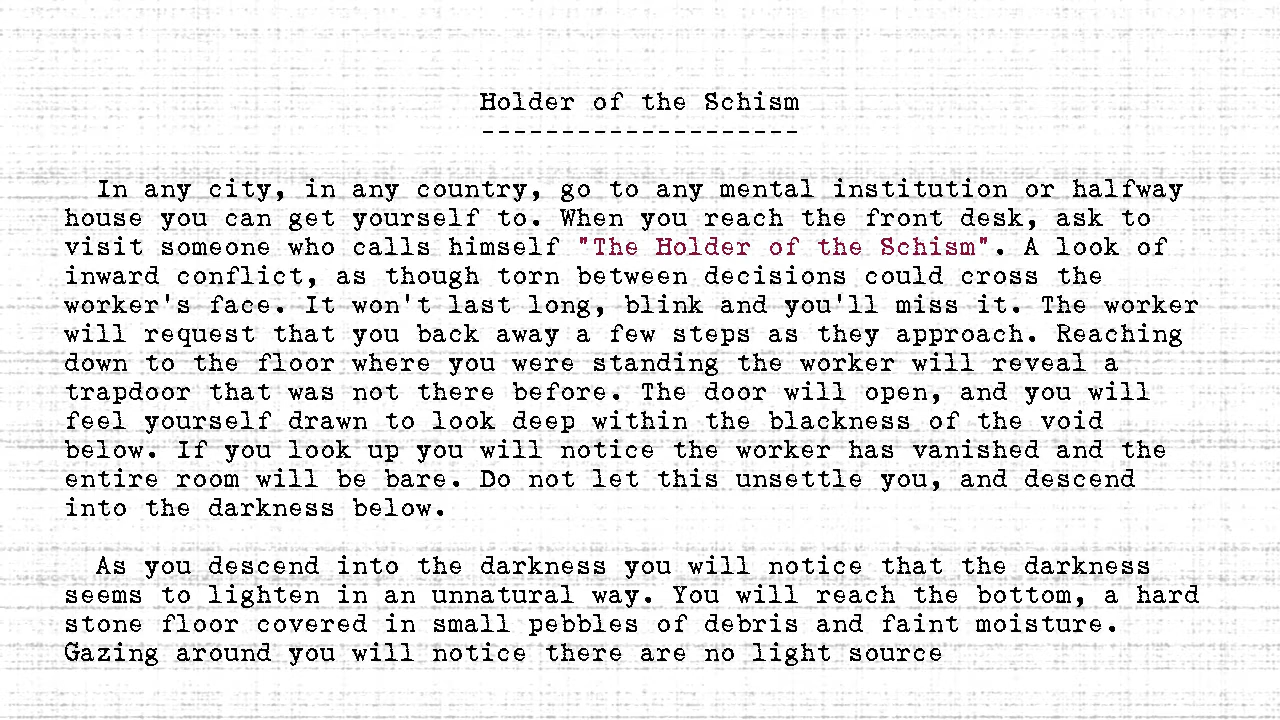 Holder of the Schism
--------------------
In any city, in any country, go to any mental institution or halfway
house you can get yourself to. When you reach the front desk, ask to
visit someone who calls himself "The Holder of the Schism". A look of
inward conflict, as though torn between decisions could cross the
worker's face. It won't last long, blink and you'll miss it. The worker
will request that you back away a few steps as they approach. Reaching
down to the floor where you were standing the worker will reveal a
trapdoor that was not there before. The door will open, and you will
feel yourself drawn to look deep within the blackness of the void
below. If you look up you will notice the worker has vanished and the
entire room will be bare. Do not let this unsettle you, and descend
into the darkness below.
As you descend into the darkness you will notice that the darkness
seems to lighten in an unnatural way. You will reach the bottom, a hard
stone floor covered in small pebbles of debris and faint moisture.
Gazing around you will notice there are no light source